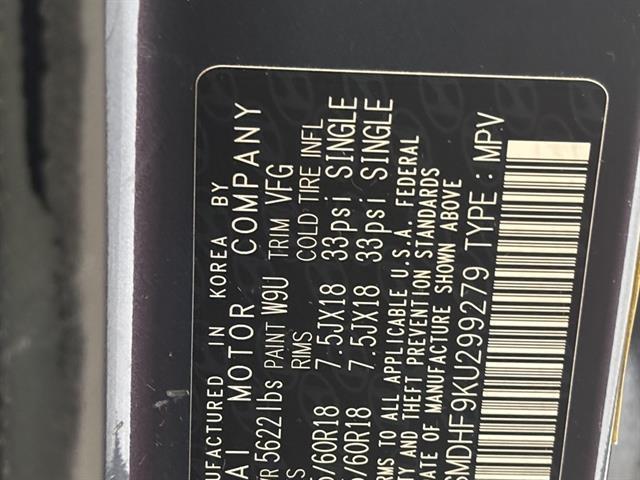 UFACTURED IN KOREA BY
AI MOTOR COMPANY
VR 5622lbs PAINT W9U TRIM VFG
S RIMS COLD TIRE INFL
/60R18 7.5JX18 33psi SINGLE
/60R18 7.5JX18 33psi SINGLE
S TO ALL APPLICABLE U.S.A. FEDERAL
TY AND THEFT PREVENTION STANDARDS
ATE OF MANUFACTURE SHOWN ABOVE
SMDHF9KU299279 TYPE : MPV